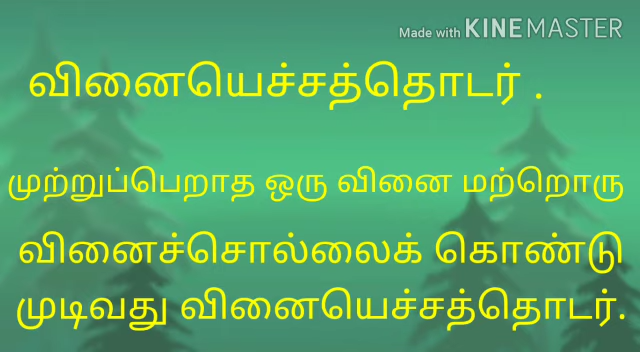 Made with KINEMASTER
வினையெச்சத்தொடர் .
முற்றுப்பெறாத ஒரு வினை மற்றொரு
வினைச்சொல்லைக் கொண்டு
முடிவது வினையெச்சத்தொடர்.